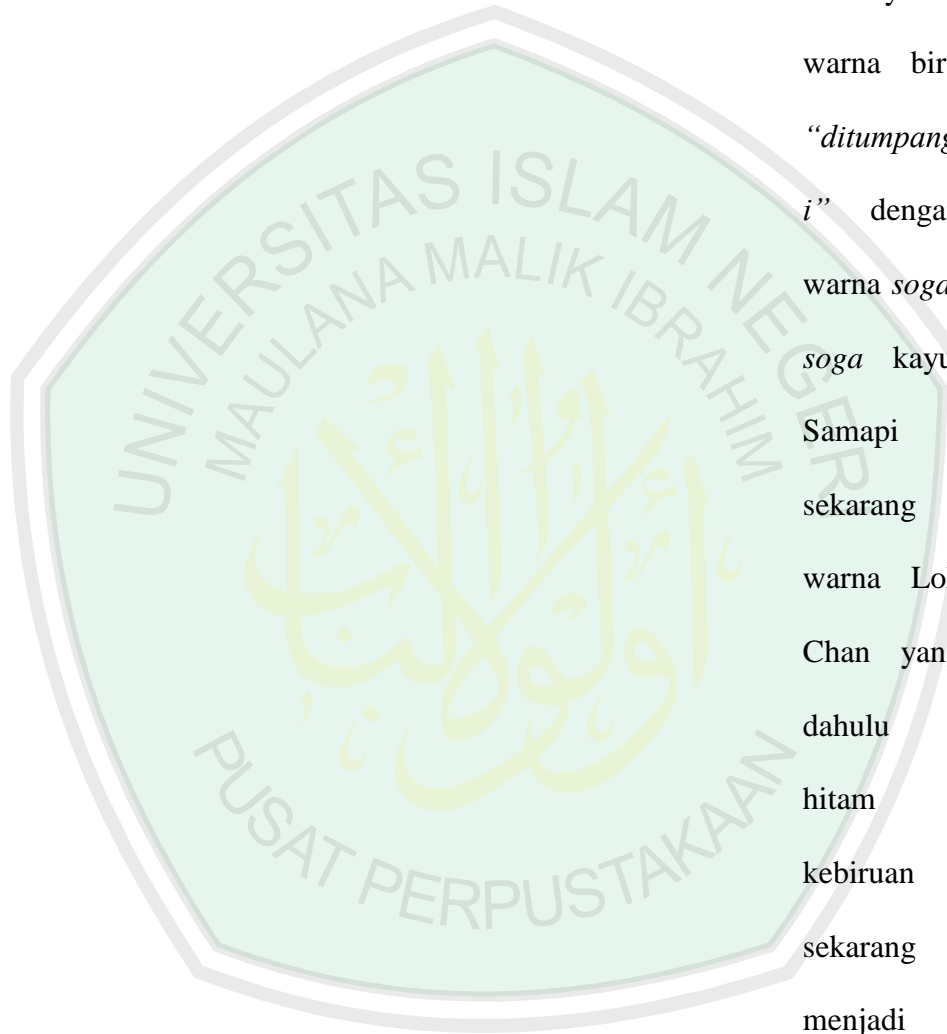 warna bir
"ditumpang
i" denga
warna soga
soga kayu
Samapi
sekarang
warna Lo
Chan yan
dahulu
hitam
kebiruan
sekarang
menjadi
UNIVERSITAS ISLAM NEGER
MAULANA MALIK IBRAHIM
PUSAT PERPUSTAKAAN